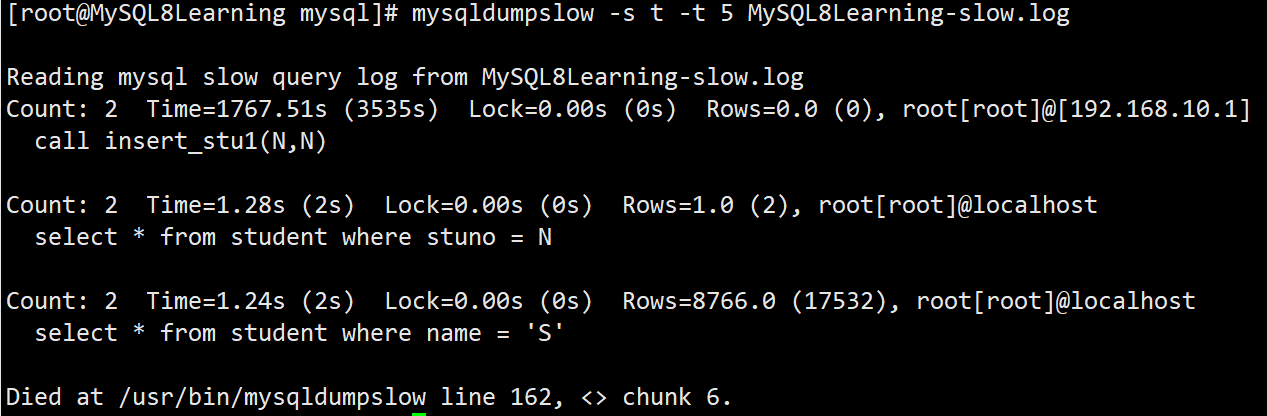 [root@MySQL8Learning mysql]# mysqldumpslow -s t -t 5 MySQL8Learning-slow.log
Reading mysql slow query log from MySQL8Learning-slow.log
Count: 2  Time=1767.51s (3535s)  Lock=0.00s (0s)  Rows=0.0 (0), root[root]@[192.168.10.1]
  call insert_stu1(N,N)
Count: 2  Time=1.28s (2s)  Lock=0.00s (0s)  Rows=1.0 (2), root[root]@localhost
  select * from student where stuno = N
Count: 2  Time=1.24s (2s)  Lock=0.00s (0s)  Rows=8766.0 (17532), root[root]@localhost
  select * from student where name = 'S'
Died at /usr/bin/mysqldumpslow line 162, <> chunk 6.